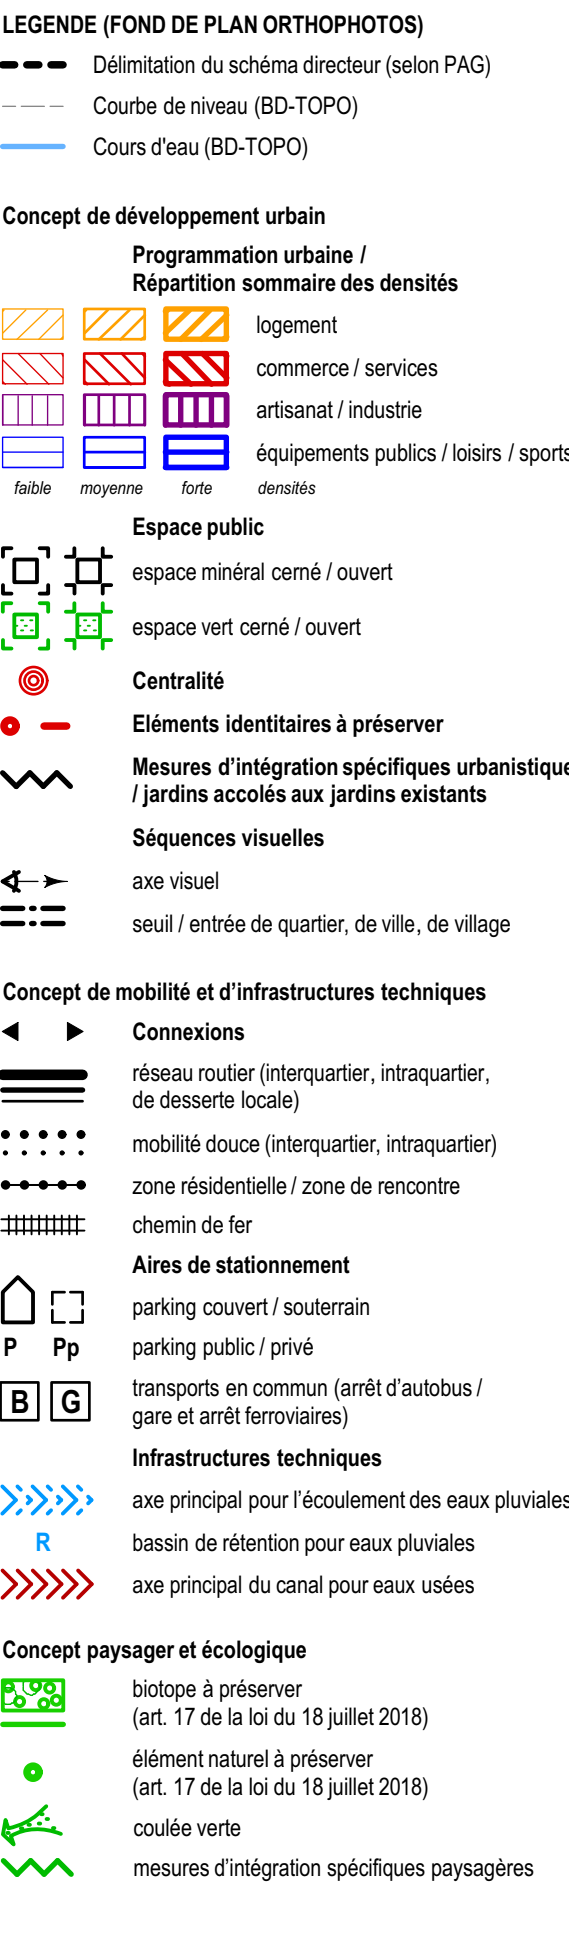 LEGENDE (FOND DE PLAN ORTHOPHOTOS)
Délimitation du schéma directeur (selon PAG)
Courbe de niveau (BD-TOPO)
Cours d'eau (BD-TOPO)
Concept de développement urbain
Programmation urbaine /
Répartition sommaire des densités
logement
commerce / services
artisanat / industrie
équipements publics / loisirs / sports
faible moyenne forte densités
Espace public
espace minéral cerné / ouvert
espace vert cerné / ouvert
Centralité
Eléments identitaires à préserver
Mesures d’intégration spécifiques urbanistique
/ jardins accolés aux jardins existants
Séquences visuelles
axe visuel
seuil / entrée de quartier, de ville, de village
Concept de mobilité et d’infrastructures techniques
Connexions
réseau routier (interquartier, intraquartier,
de desserte locale)
mobilité douce (interquartier, intraquartier)
zone résidentielle / zone de rencontre
chemin de fer
Aires de stationnement
parking couvert / souterrain
P Pp parking public / privé
B G transports en commun (arrêt d’autobus /
gare et arrêt ferroviaires)
Infrastructures techniques
axe principal pour l’écoulement des eaux pluviales
R bassin de rétention pour eaux pluviales
axe principal du canal pour eaux usées
Concept paysager et écologique
biotope à préserver
(art. 17 de la loi du 18 juillet 2018)
élément naturel à préserver
(art. 17 de la loi du 18 juillet 2018)
coulée verte
mesures d’intégration spécifiques paysagères